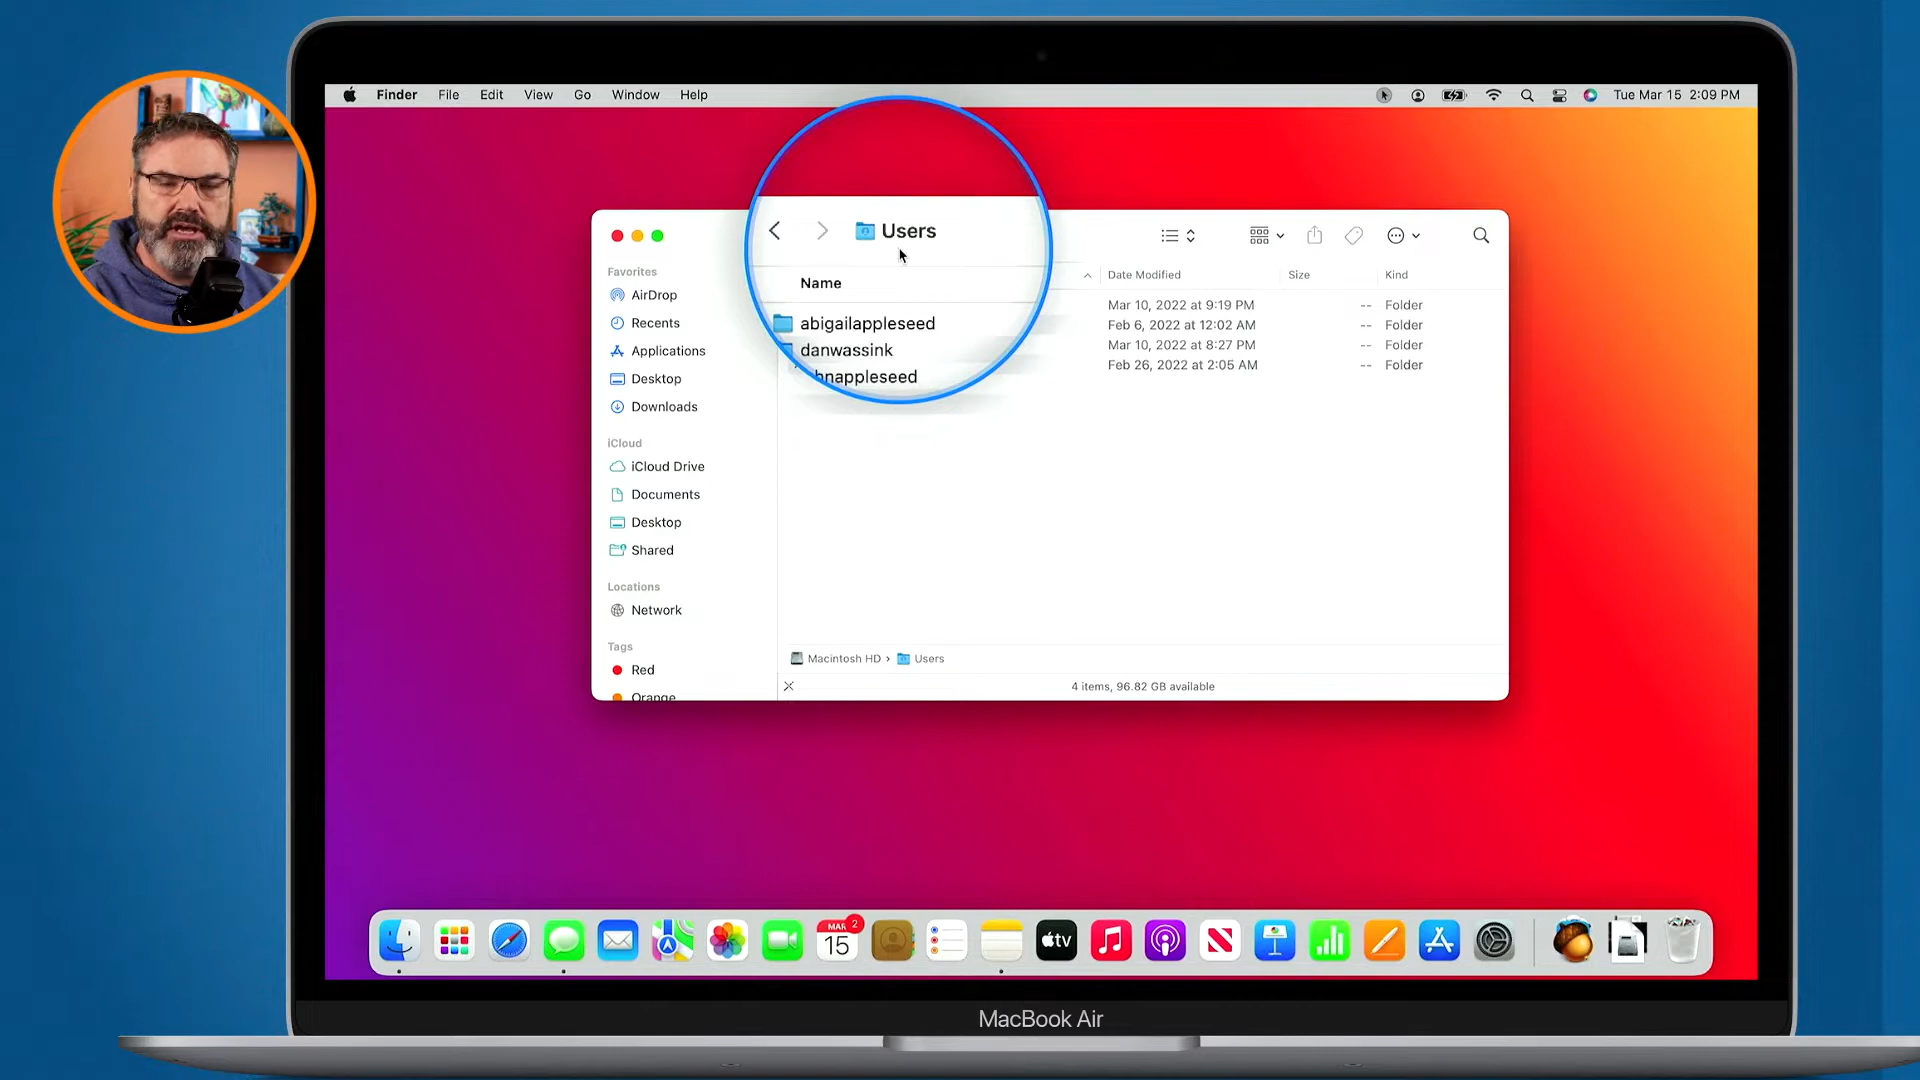 Finder File Edit View Go Window Help
Tue Mar 15 2:09 PM
Users
Name Date Modified Size Kind
abigailappleseed
danwassink
hnappleseed
Mar 10, 2022 at 9:19 PM -- Folder
Feb 6, 2022 at 12:02 AM -- Folder
Mar 10, 2022 at 8:27 PM -- Folder
Feb 26, 2022 at 2:05 AM -- Folder
Favorites
AirDrop
Recents
Applications
Desktop
Downloads
iCloud
iCloud Drive
Documents
Desktop
Shared
Locations
Network
Tags
Red
Orange
Macintosh HD › Users
4 items, 96.82 GB available
MAR 2
15
tv
MacBook Air